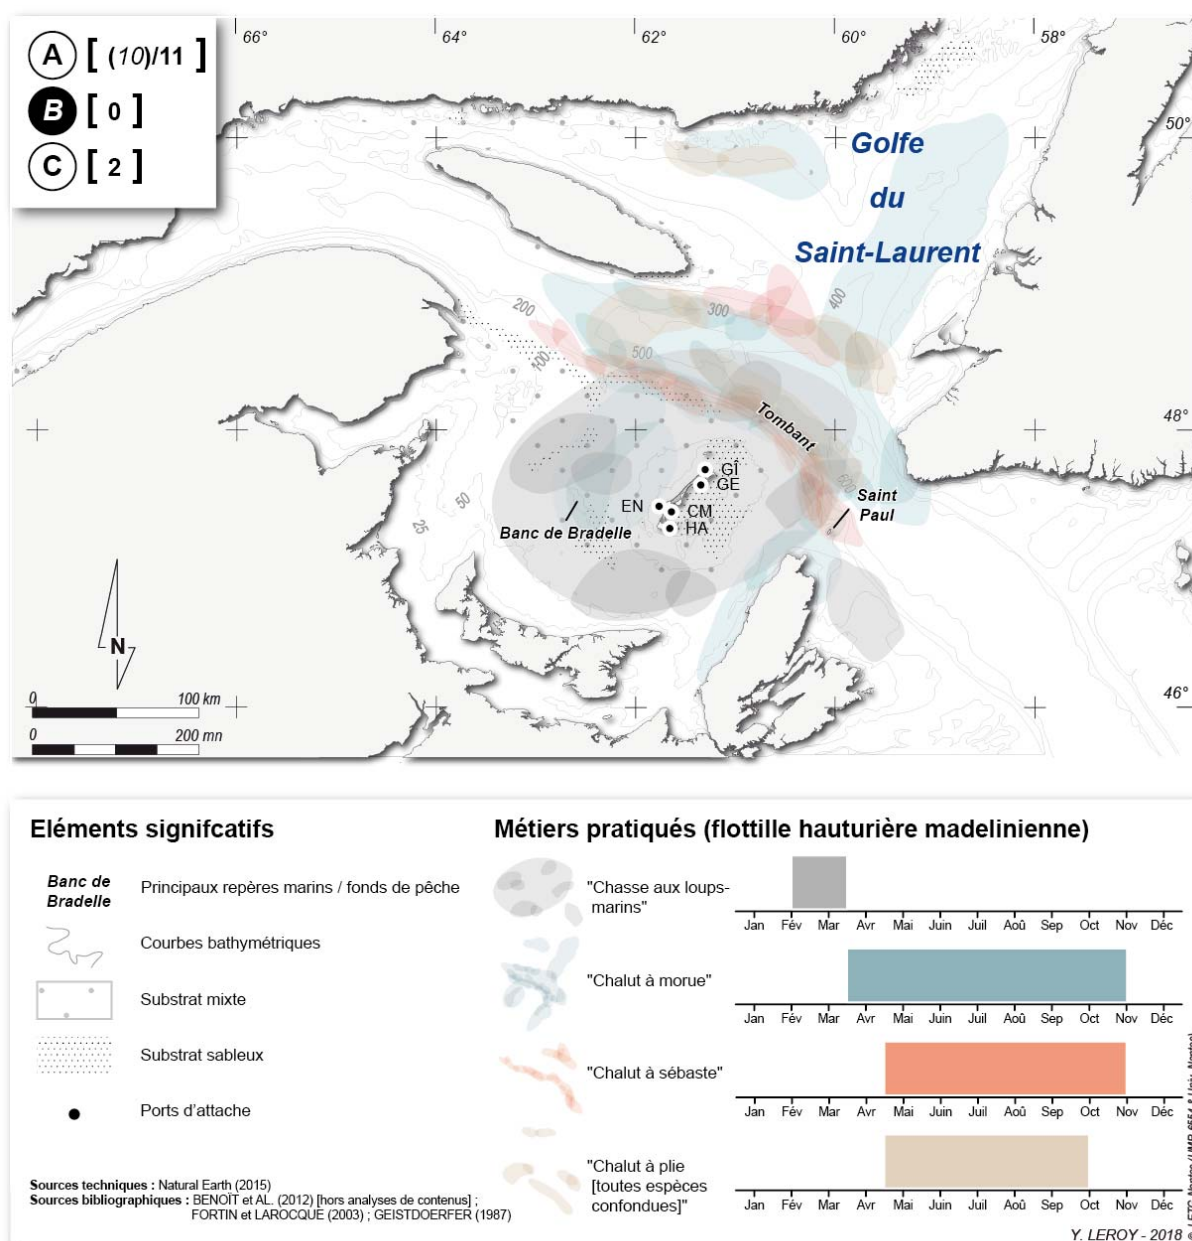 A [ (10)/11 ]
B [ 0 ]
C [ 2 ]
66° 64° 62° 60° 58°
50°
48°
46°
Golfe
du
Saint-Laurent
200
300
400
100
500
600
50
25
Tombant
GÎ
GE
EN
CM
HA
Banc de Bradelle
Saint
Paul
N
0 100 km
0 200 mn
Eléments signifcatifs
Banc de
Bradelle
Principaux repères marins / fonds de pêche
Courbes bathymétriques
Substrat mixte
Substrat sableux
Ports d'attache
Sources techniques : Natural Earth (2015)
Sources bibliographiques : BENOÎT et AL. (2012) [hors analyses de contenus] ;
FORTIN et LAROCQUE (2003) ; GEISTDOERFER (1987)
Métiers pratiqués (flottille hauturière madelinienne)
"Chasse aux loups-
marins"
Jan Fév Mar Avr Mai Juin Juil Aoû Sep Oct Nov Déc
"Chalut à morue"
Jan Fév Mar Avr Mai Juin Juil Aoû Sep Oct Nov Déc
"Chalut à sébaste"
Jan Fév Mar Avr Mai Juin Juil Aoû Sep Oct Nov Déc
"Chalut à plie
[toutes espèces
confondues]"
Jan Fév Mar Avr Mai Juin Juil Aoû Sep Oct Nov Déc
Y. LEROY - 2018
© LETG-Nantes (UMR 6554 & Univ. Nantes)